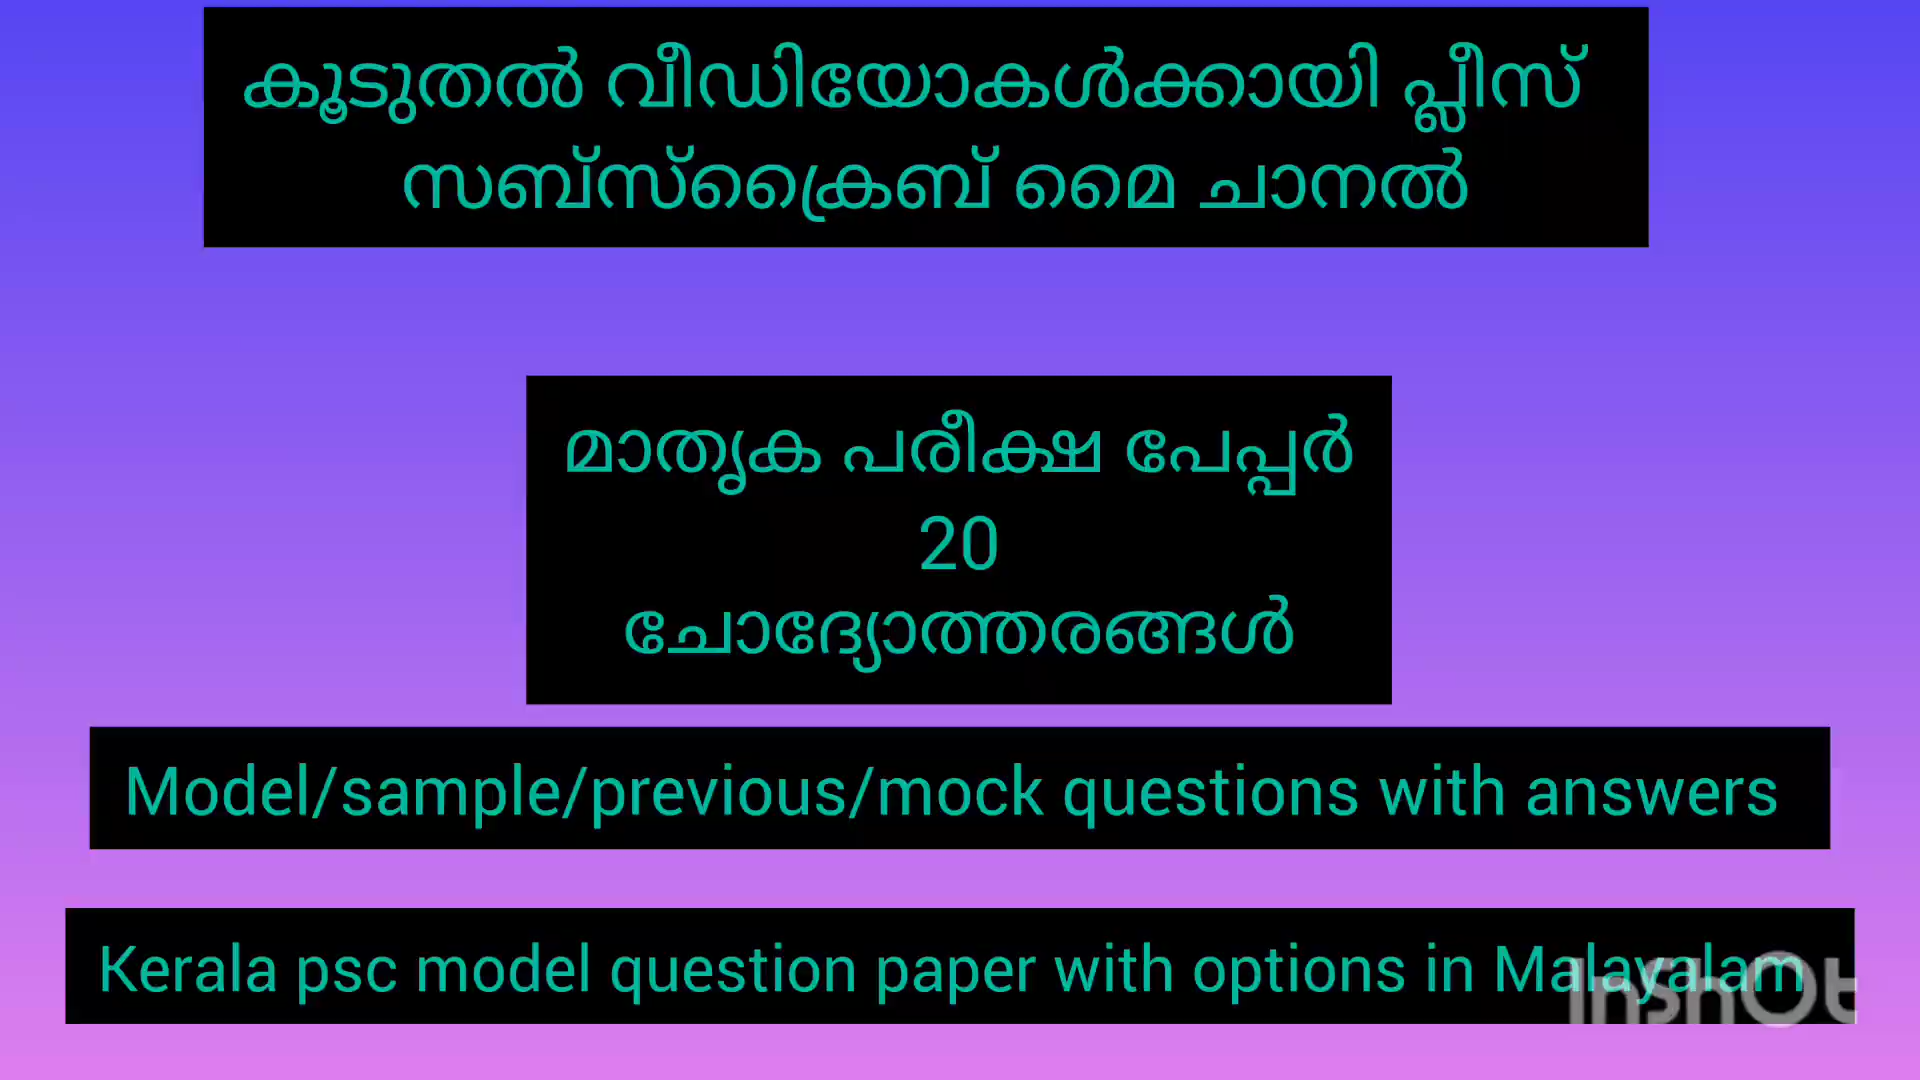 കൂടുതൽ വീഡിയോകൾക്കായി പ്ലീസ്
സബ്സ്ക്രൈബ് മൈ ചാനൽ
മാതൃക പരീക്ഷ പേപ്പർ
20
ചോദ്യോത്തരങ്ങൾ
Model/sample/previous/mock questions with answers
Kerala psc model question paper with options in Malayalam
InShOt